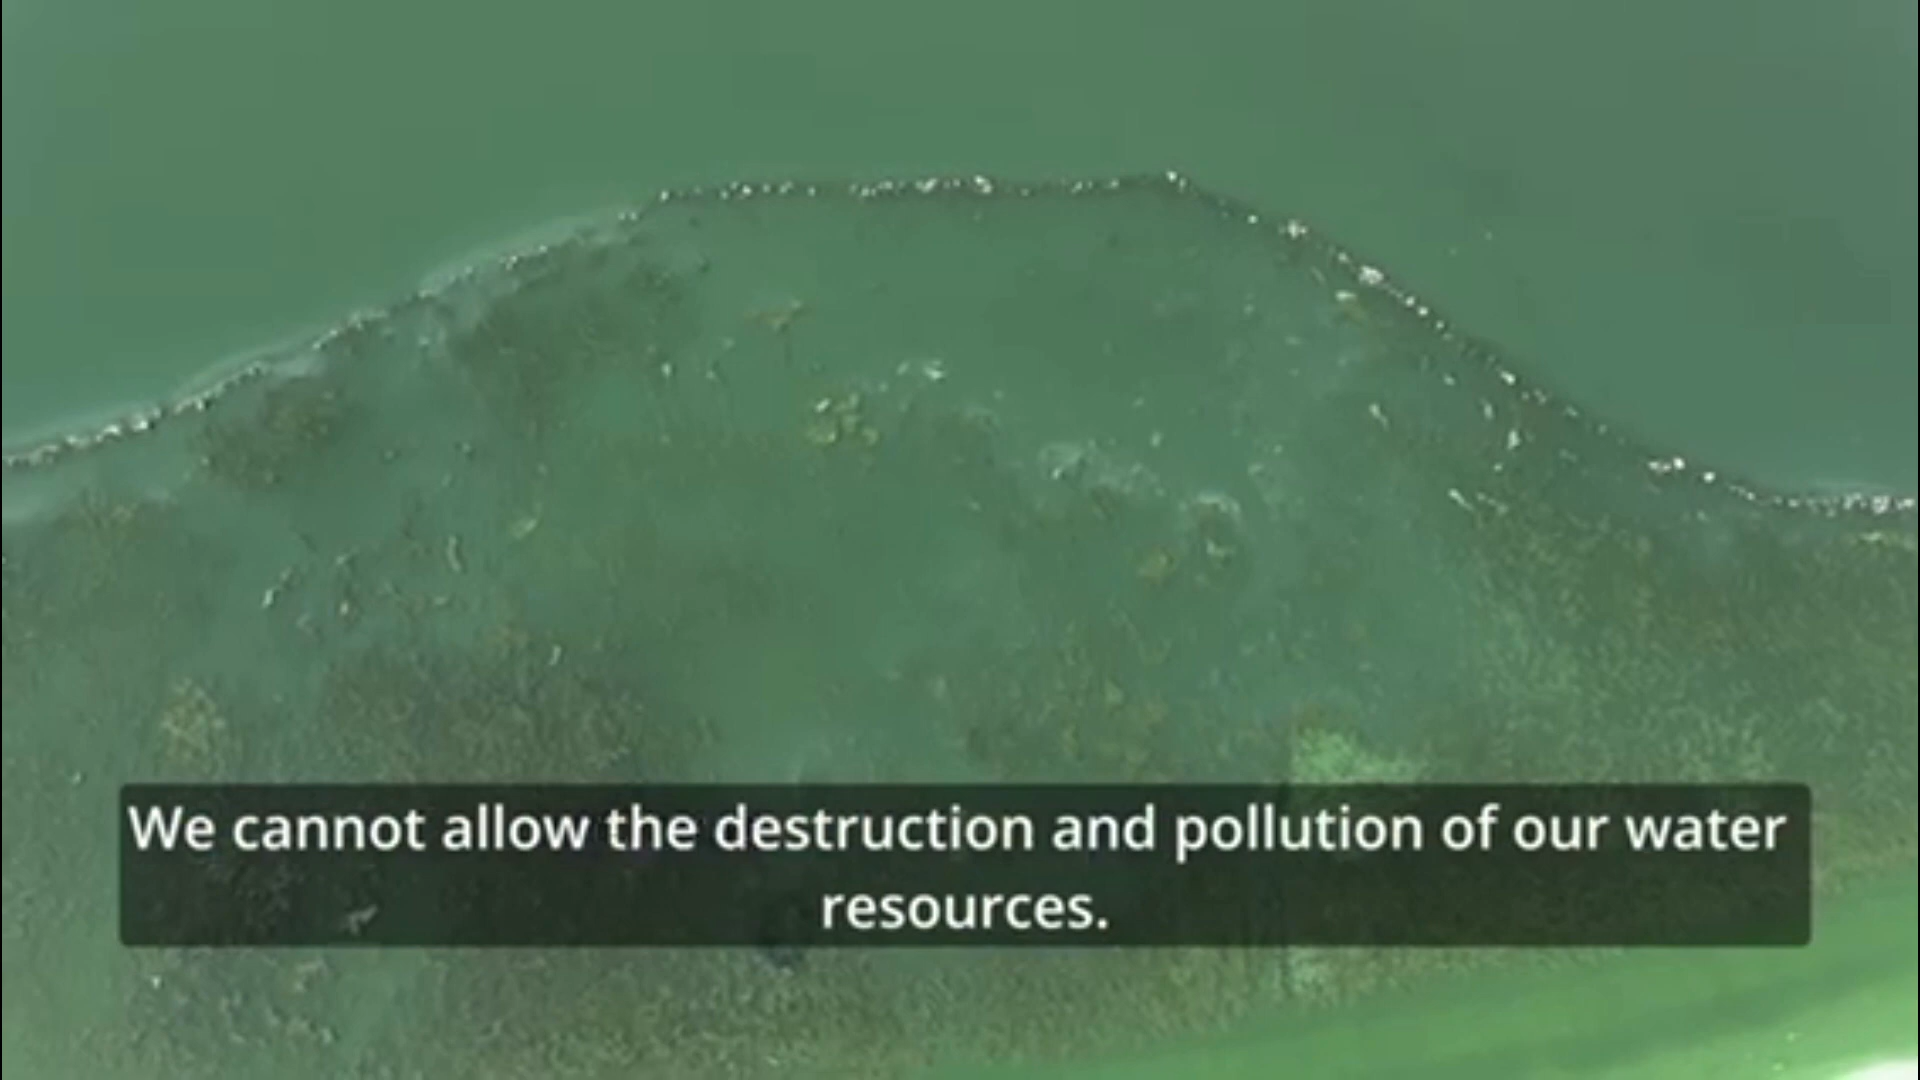 We cannot allow the destruction and pollution of our water
resources.